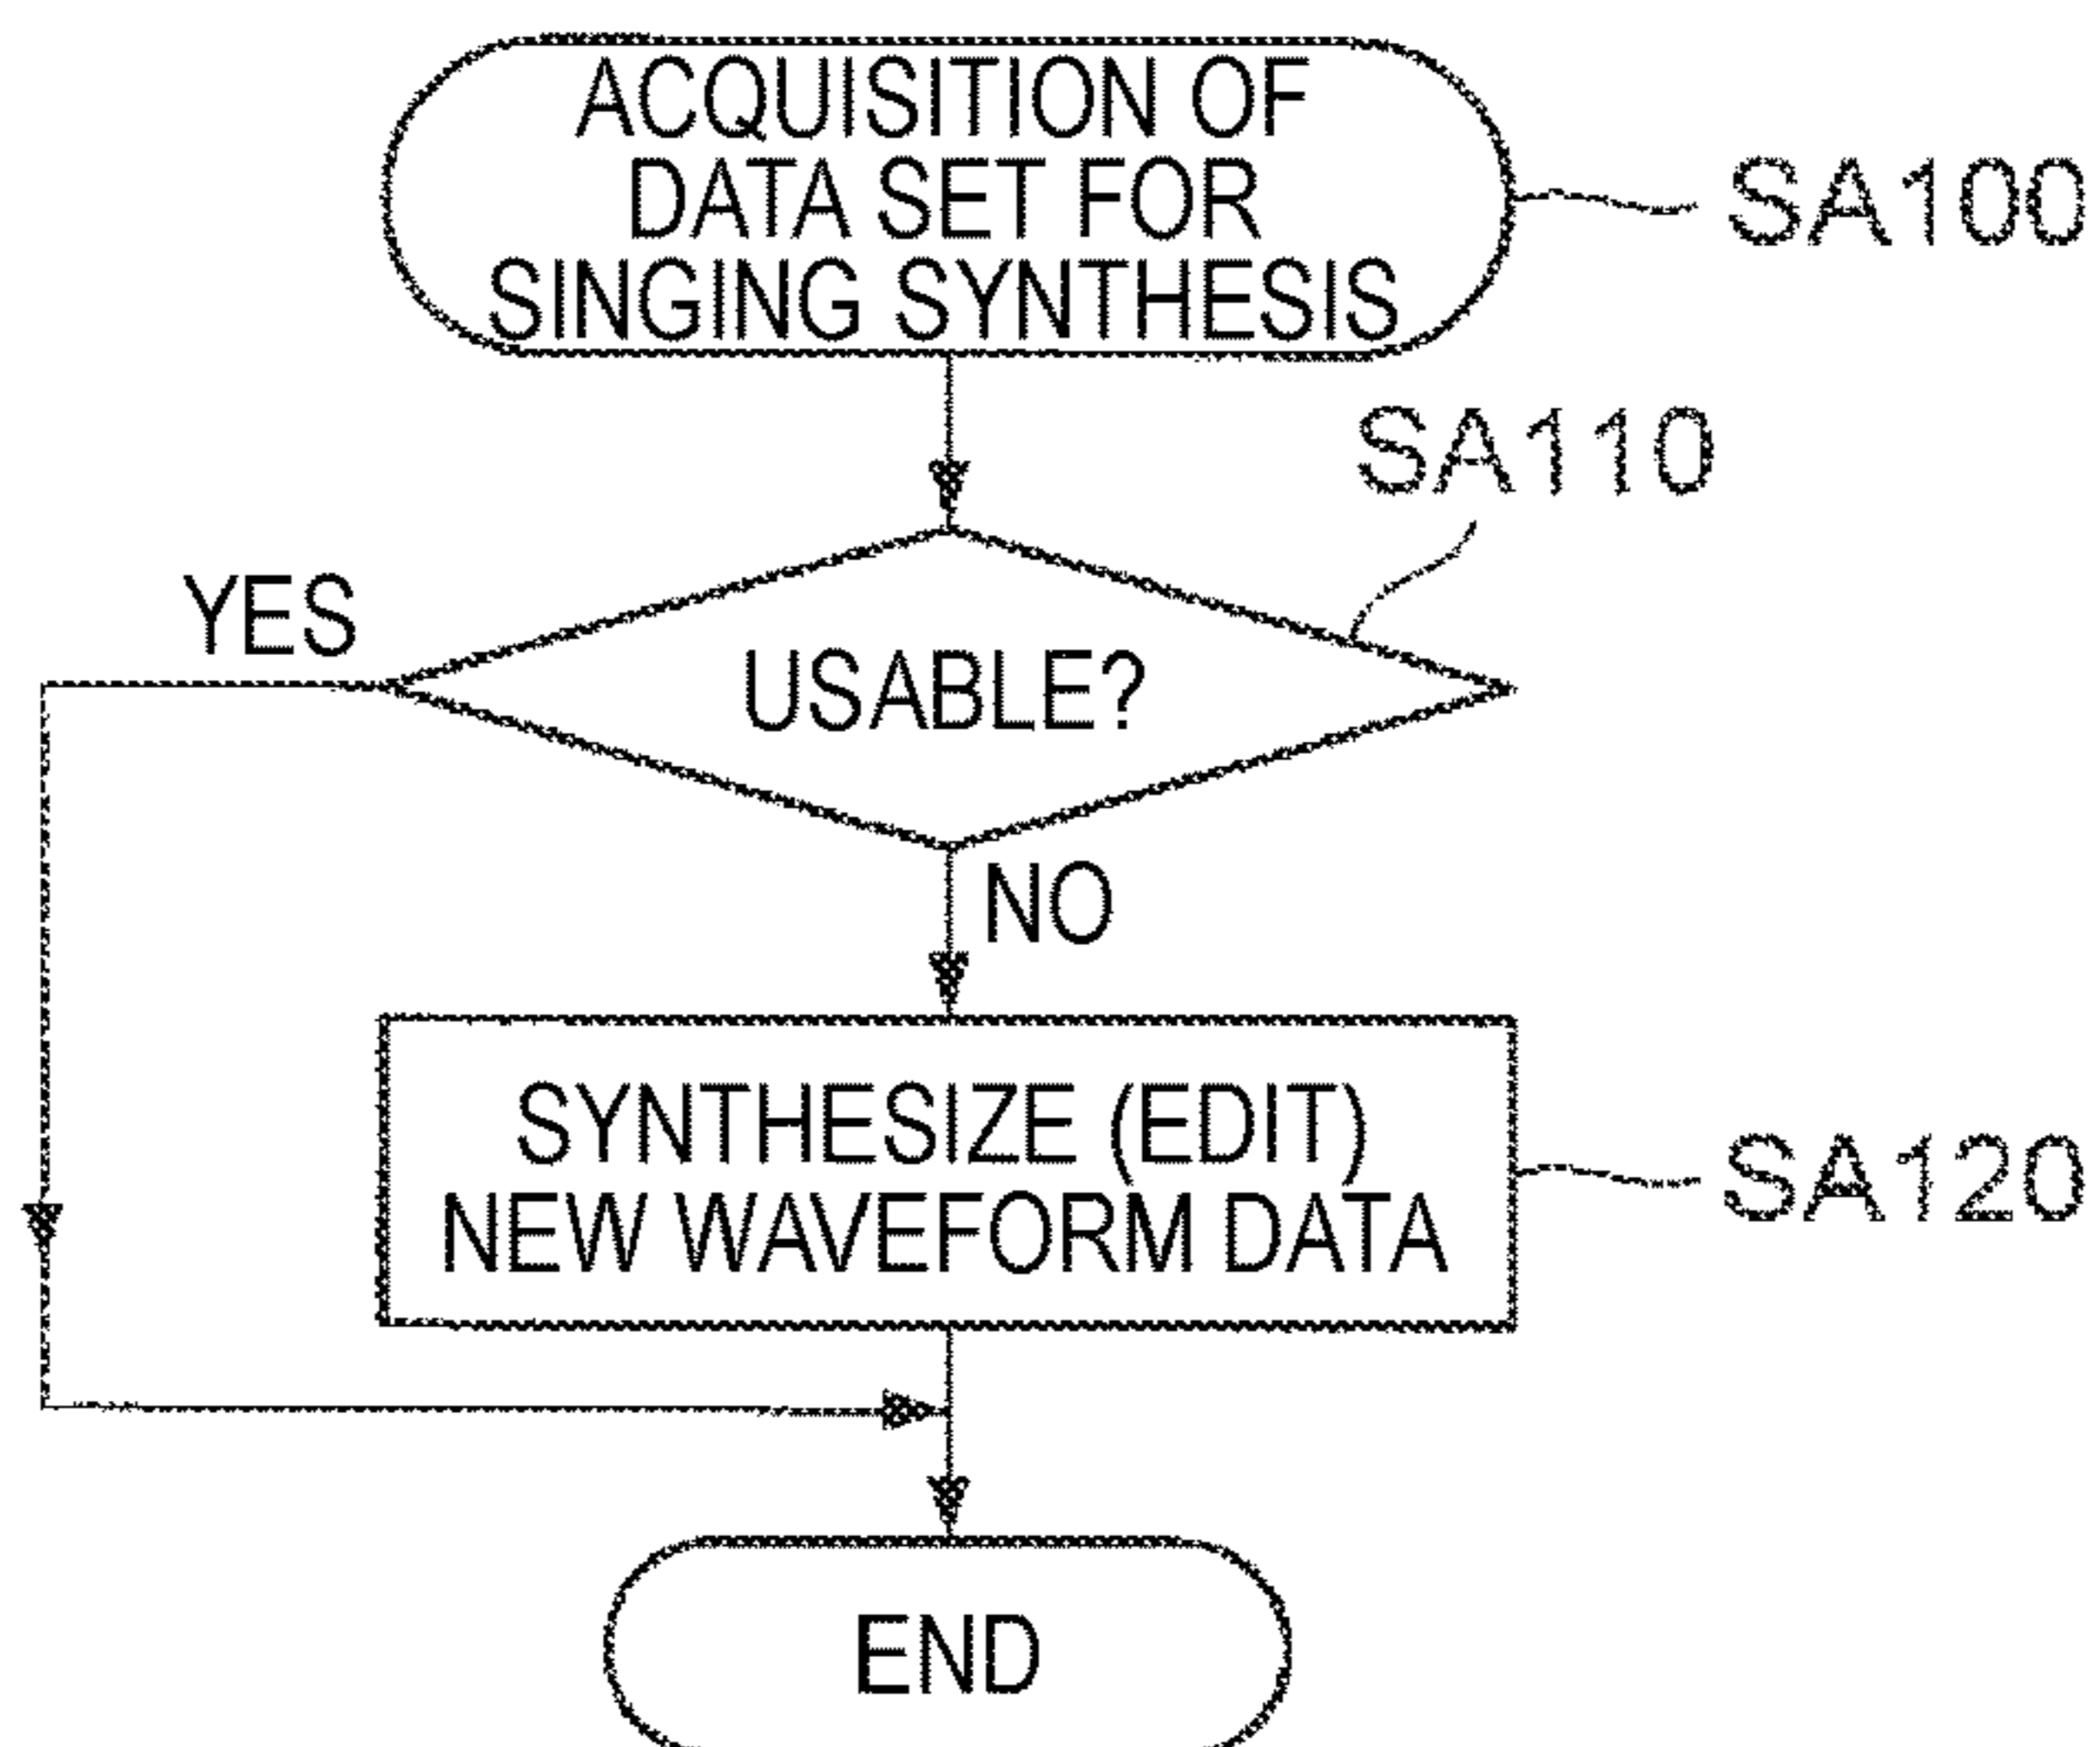 ACQUISITION OF
DATA SET FOR
SINGING SYNTHESIS
SA100
SA110
YES
USABLE?
NO
SYNTHESIZE (EDIT)
NEW WAVEFORM DATA
SA120
END